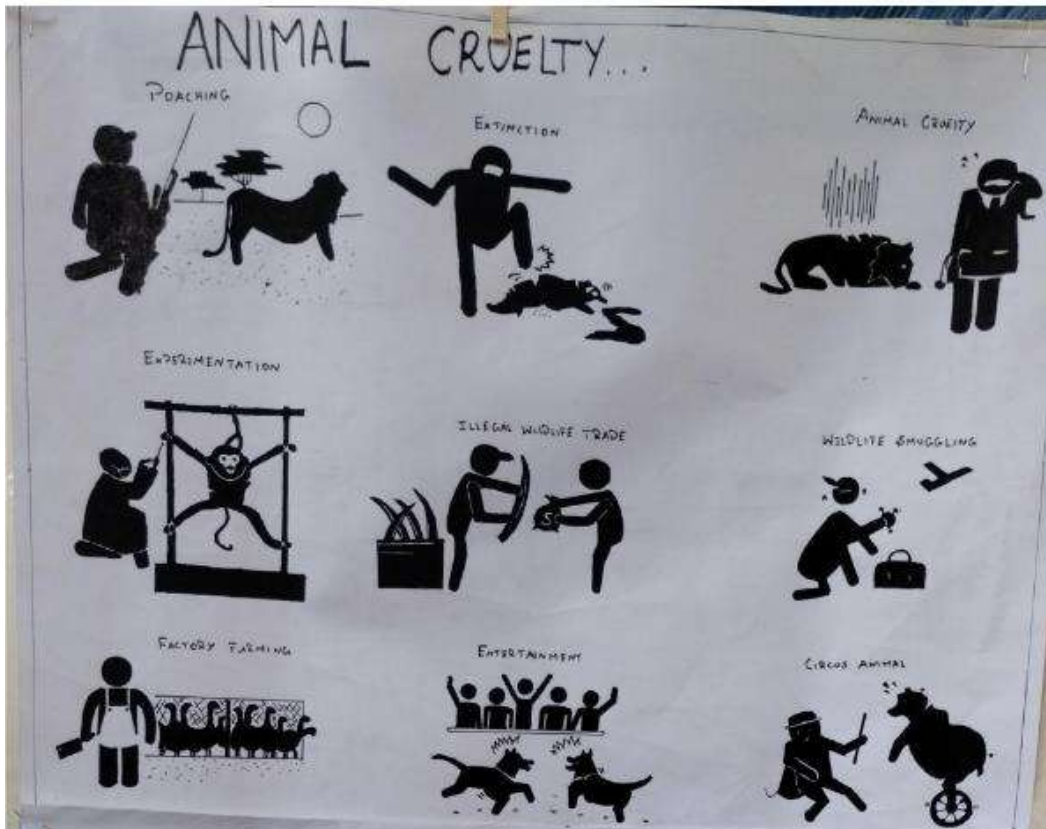 ANIMAL CRUELTY...
POACHING
EXTINCTION
ANIMAL CRUELTY
EXPERIMENTATION
ILLEGAL WILDLIFE TRADE
WILDLIFE SMUGGLING
FACTORY FARMING
ENTERTAINMENT
CIRCUS ANIMAL
$